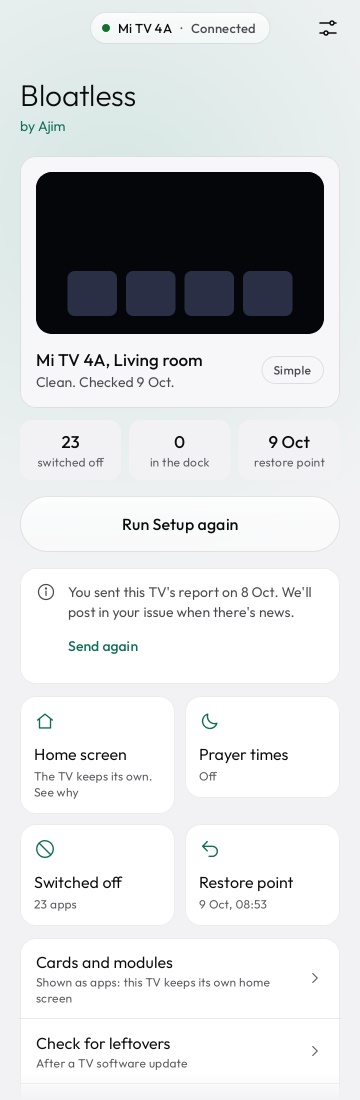 Mi TV 4A · Connected
Bloatless
by Ajim
Mi TV 4A, Living room
Clean. Checked 9 Oct.
Simple
23
switched off
0
in the dock
9 Oct
restore point
Run Setup again
You sent this TV's report on 8 Oct. We'll
post in your issue when there's news.
Send again
Home screen
The TV keeps its own.
See why
Prayer times
Off
Switched off
23 apps
Restore point
9 Oct, 08:53
Cards and modules
Shown as apps: this TV keeps its own home
screen
Check for leftovers
After a TV software update